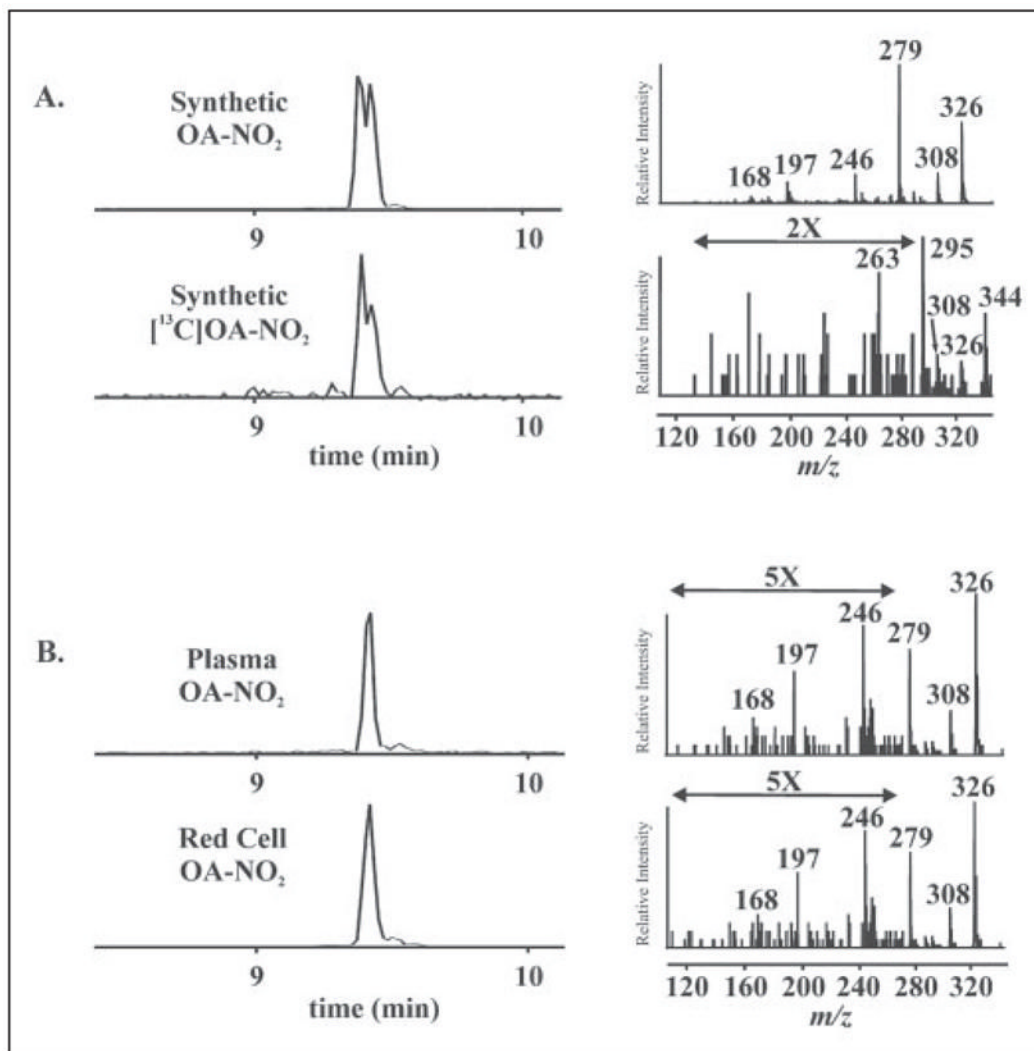 A.
Synthetic
OA-NO₂
9
10
Relative Intensity
168
197
246
279
308
326
Synthetic
[¹³C]OA-NO₂
9
10
time (min)
Relative Intensity
2X
263
295
308
326
344
120 160 200 240 280 320
m/z
B.
Plasma
OA-NO₂
9
10
Relative Intensity
5X
168
197
246
279
308
326
Red Cell
OA-NO₂
9
10
time (min)
Relative Intensity
5X
168
197
246
279
308
326
120 160 200 240 280 320
m/z